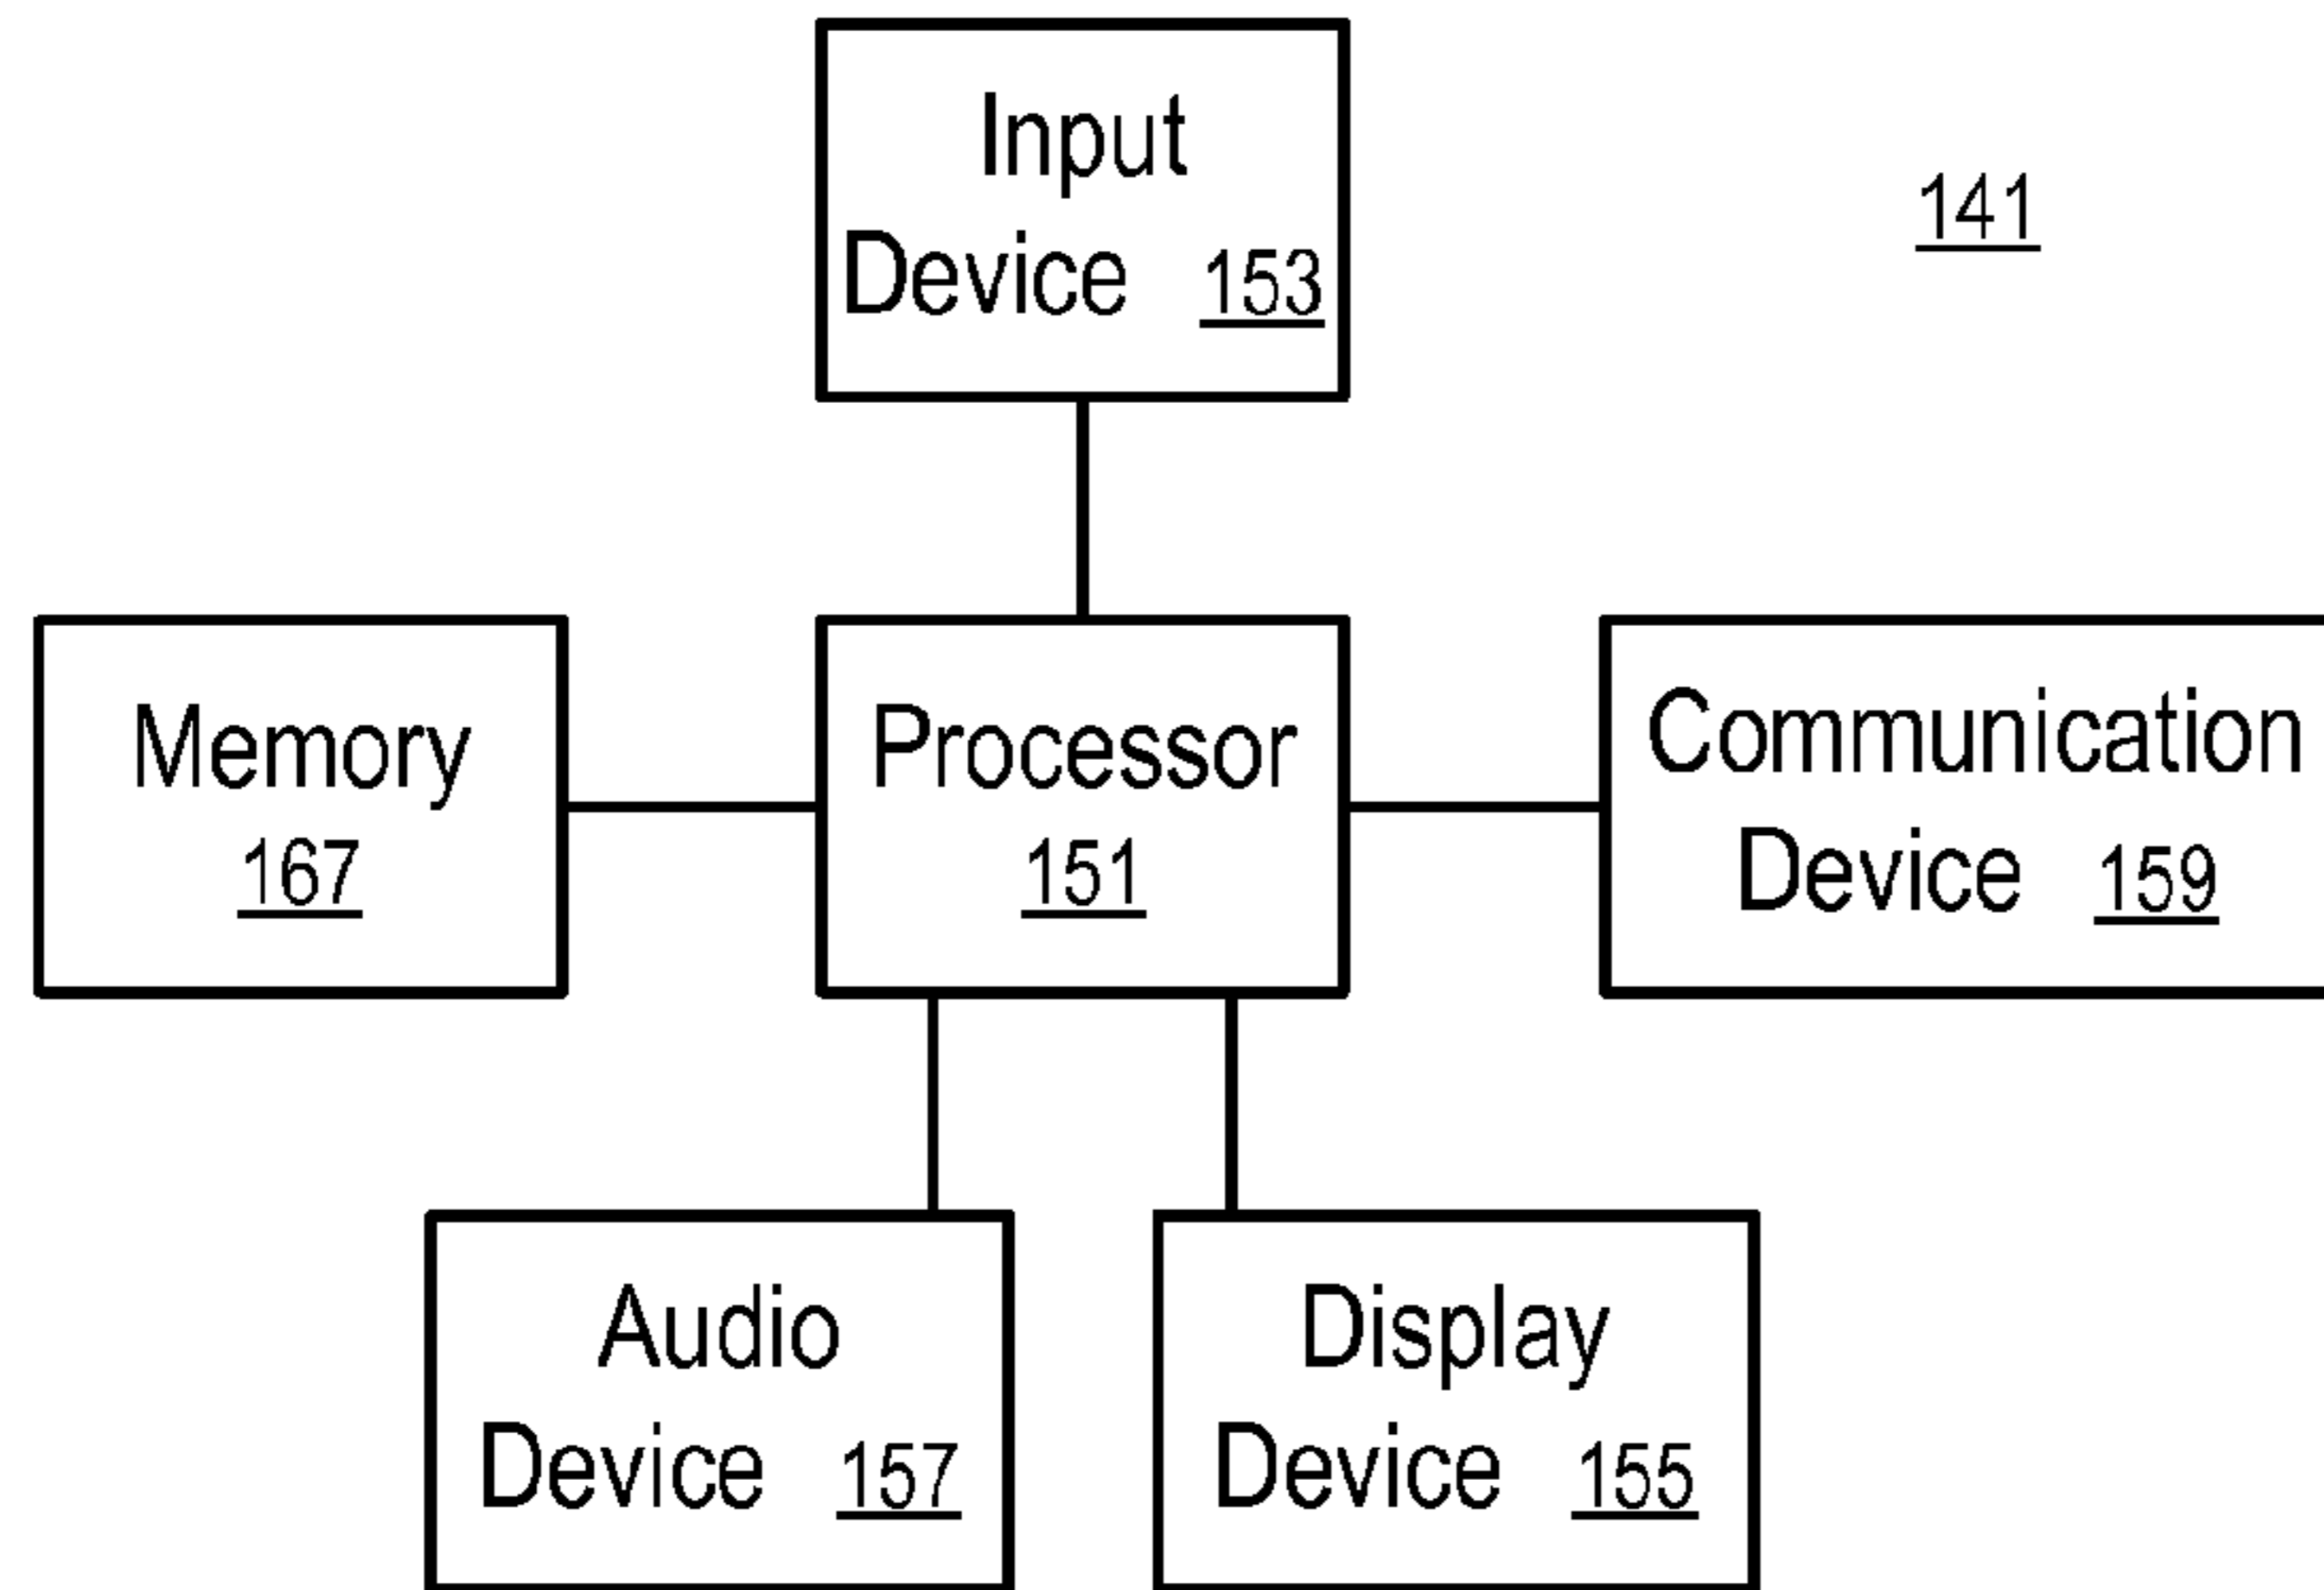 Input
Device 153
141
Memory
167
Processor
151
Communication
Device 159
Audio
Device 157
Display
Device 155